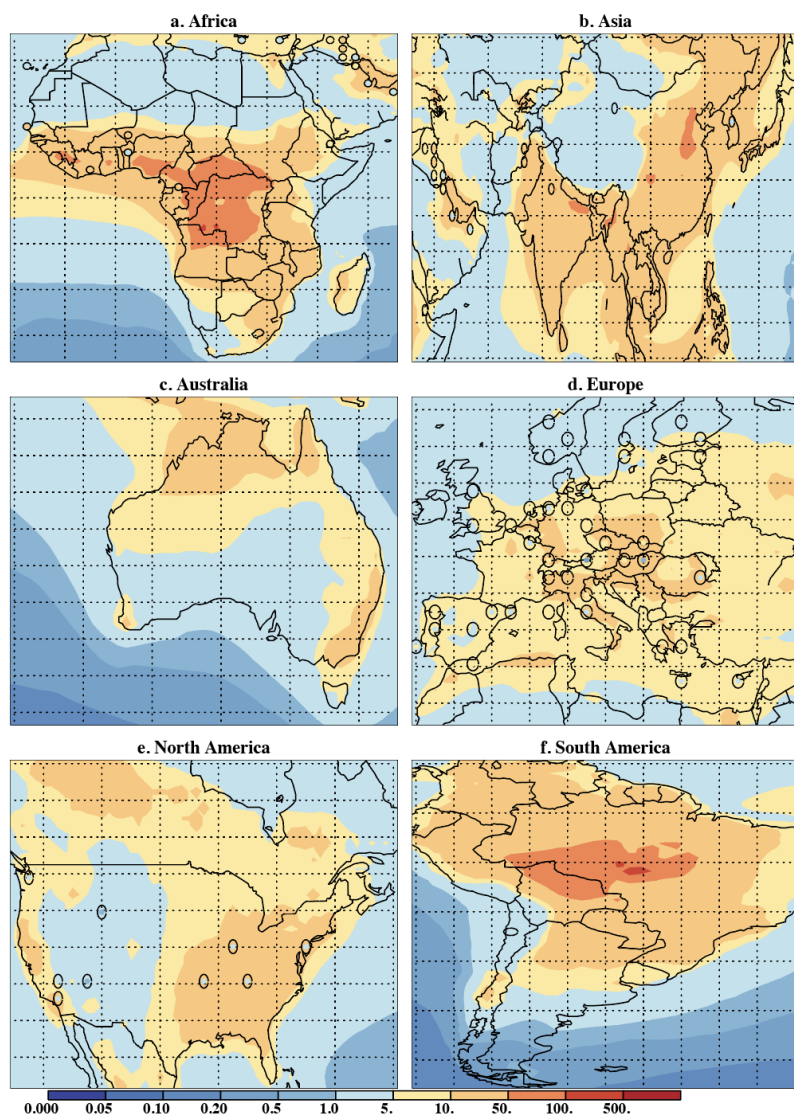 a. Africa
b. Asia
c. Australia
d. Europe
e. North America
f. South America
0.000 0.05 0.10 0.20 0.5 1.0 5. 10. 50. 100. 500.